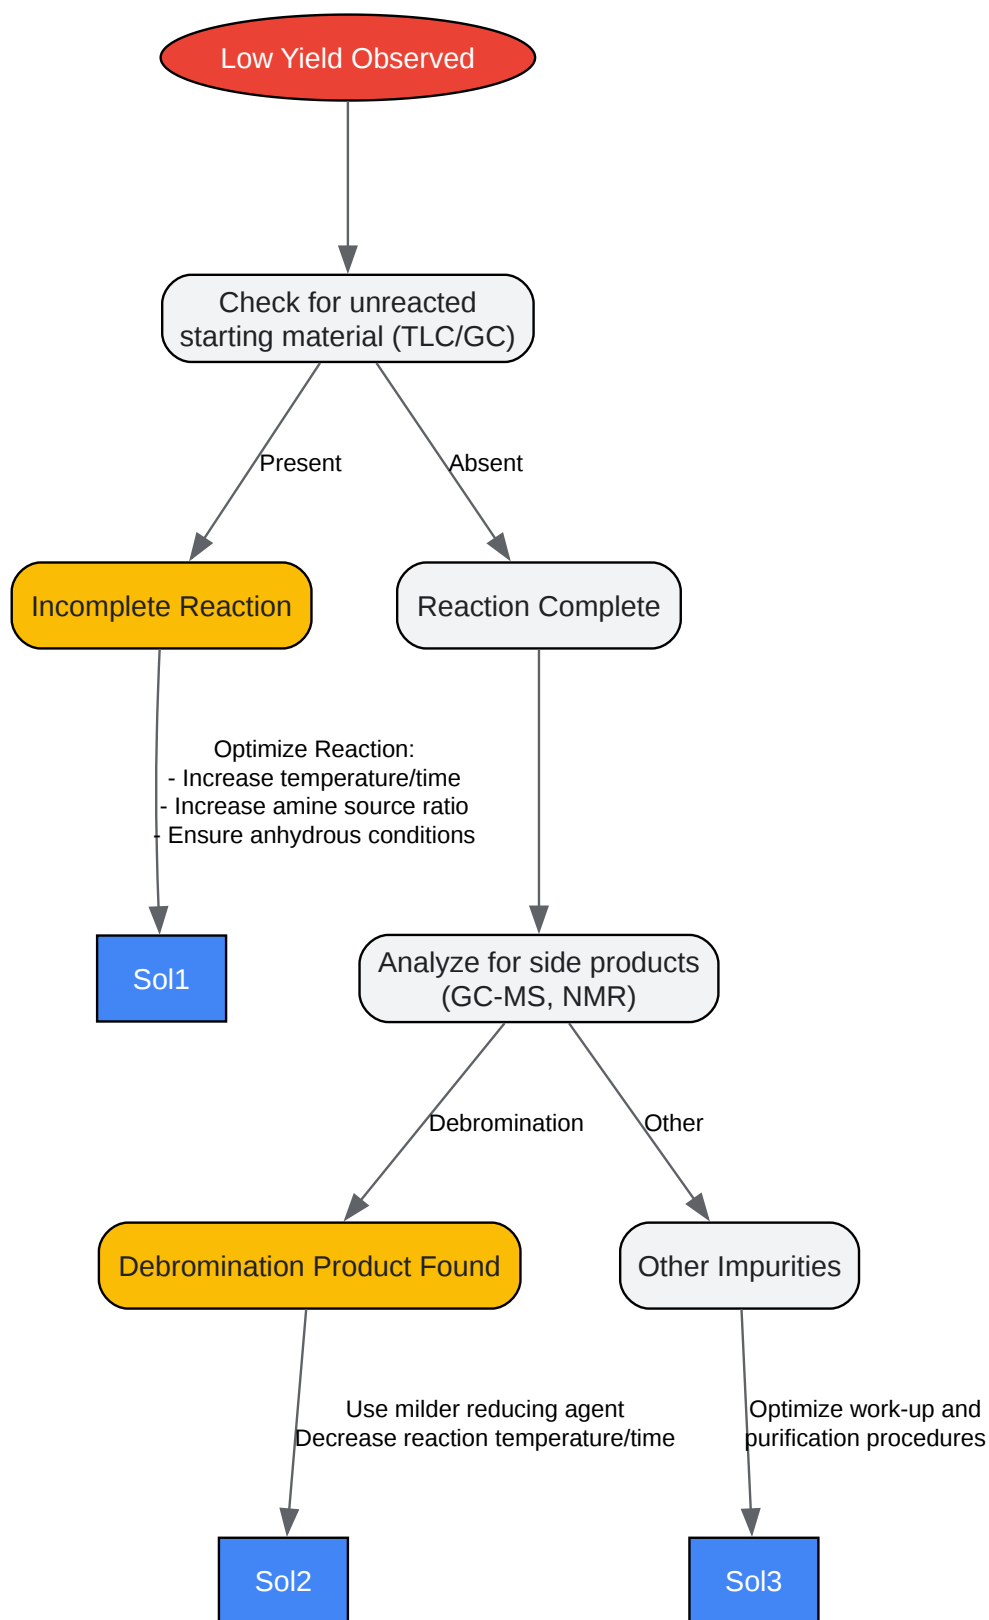 Low Yield Observed
Check for unreacted
starting material (TLC/GC)
Present
Absent
Incomplete Reaction
Reaction Complete
Optimize Reaction:
- Increase temperature/time
- Increase amine source ratio
- Ensure anhydrous conditions
Sol1
Analyze for side products
(GC-MS, NMR)
Debromination
Other
Debromination Product Found
Other Impurities
Use milder reducing agent
Decrease reaction temperature/time
Optimize work-up and
purification procedures
Sol2
Sol3